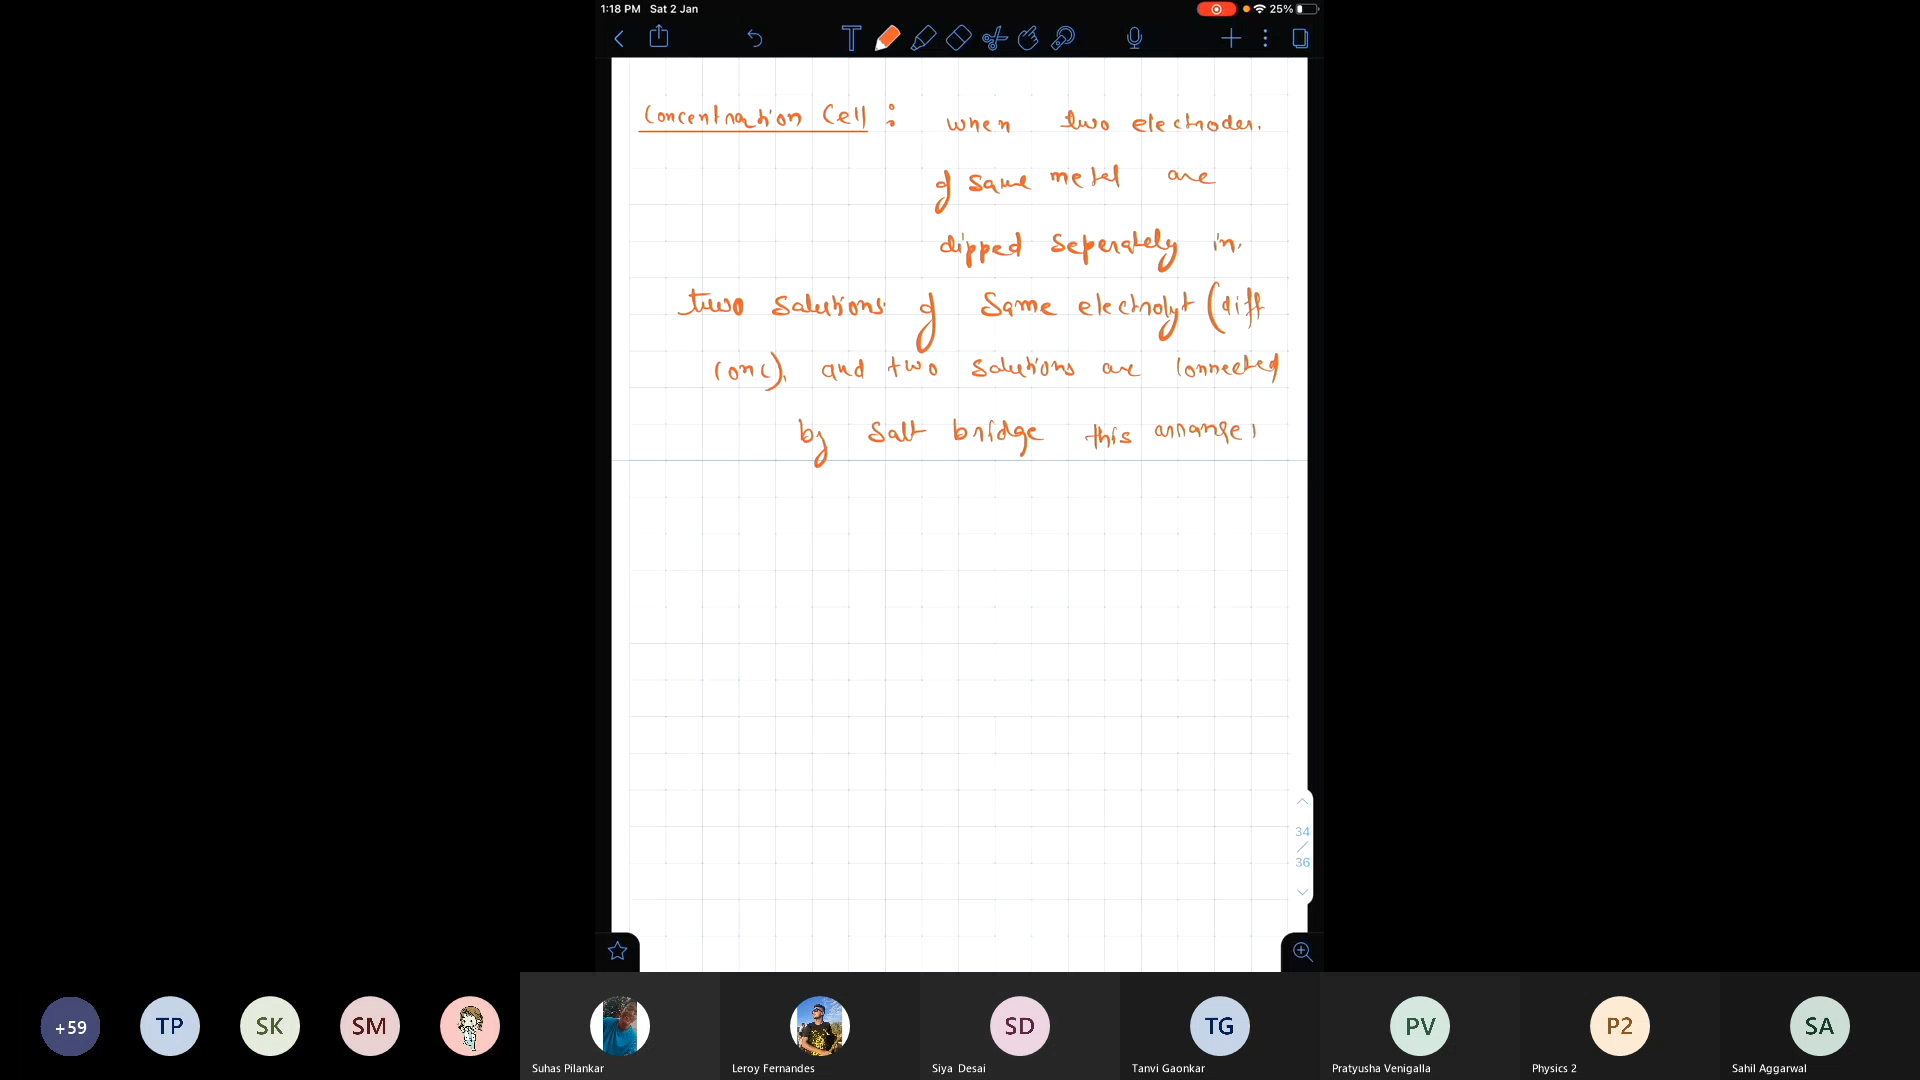 1:18 PM Sat 2 Jan
25%
Concentration Cell : when two electrodes.
of same metal are
dipped seperately in.
two solutions of same electrolyt (diff
conc), and two solutions are connected
by salt bridge this arrange
34
/
36
+59
TP
SK
SM
SD
TG
PV
P2
SA
Suhas Pilankar
Leroy Fernandes
Siya Desai
Tanvi Gaonkar
Pratyusha Venigalla
Physics 2
Sahil Aggarwal